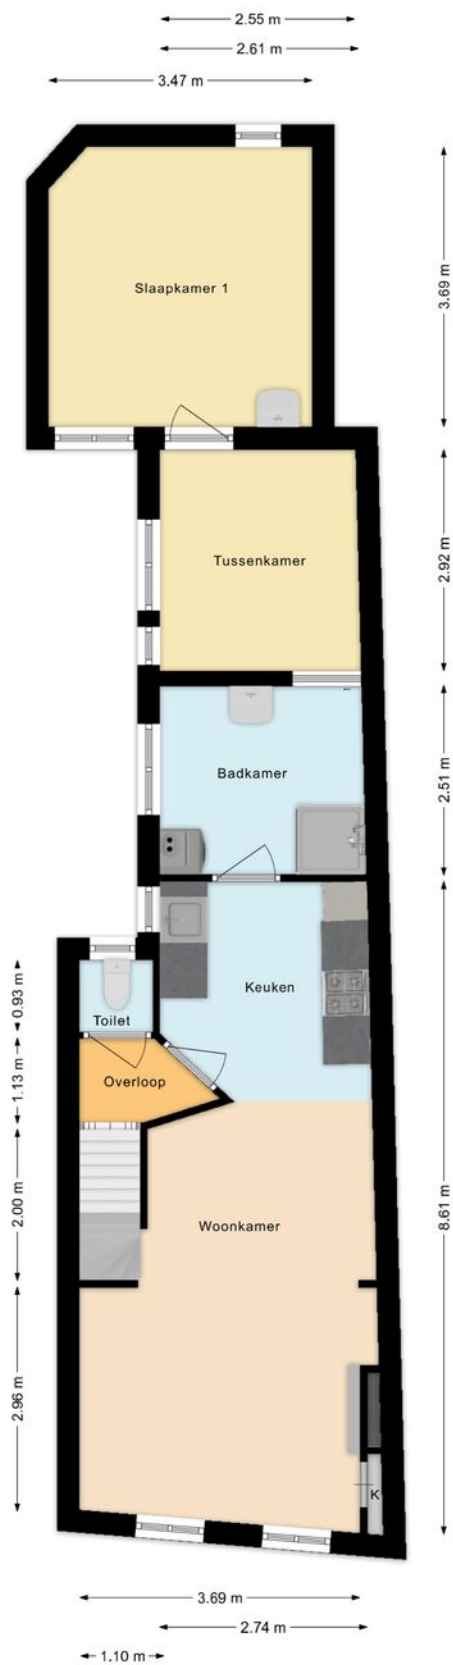 2.55 m
2.61 m
3.47 m
Slaapkamer 1
3.69 m
Tussenkamer
2.92 m
Badkamer
2.51 m
Keuken
Toilet
0.93 m
Overloop
1.13 m
Woonkamer
2.00 m
8.61 m
2.96 m
K
3.69 m
2.74 m
1.10 m